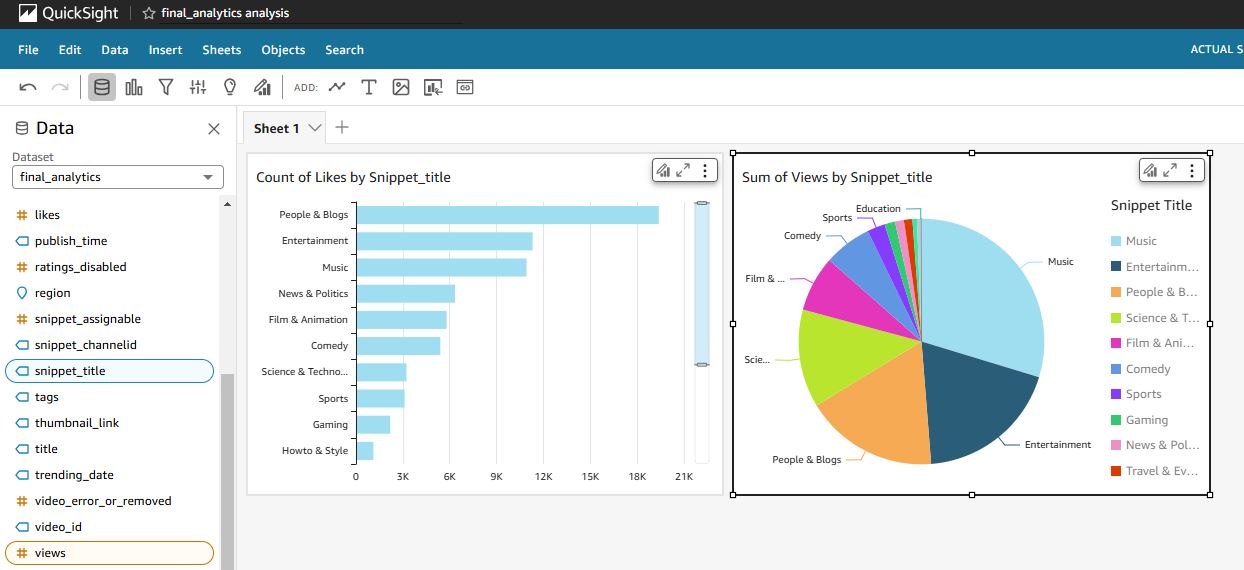 QuickSight
final_analytics analysis
File Edit Data Insert Sheets Objects Search
ACTUAL S
ADD:
Data
Dataset
final_analytics
likes
publish_time
ratings_disabled
region
snippet_assignable
snippet_channelid
snippet_title
tags
thumbnail_link
title
trending_date
video_error_or_removed
video_id
views
Sheet 1
Count of Likes by Snippet_title
People & Blogs
Entertainment
Music
News & Politics
Film & Animation
Comedy
Science & Techno...
Sports
Gaming
Howto & Style
0 3K 6K 9K 12K 15K 18K 21K
Sum of Views by Snippet_title
Education
Sports
Comedy
Film & ...
Scie...
People & Blogs
Music
Entertainment
Snippet Title
Music
Entertainm...
People & B...
Science & T...
Film & Ani...
Comedy
Sports
Gaming
News & Pol...
Travel & Ev...